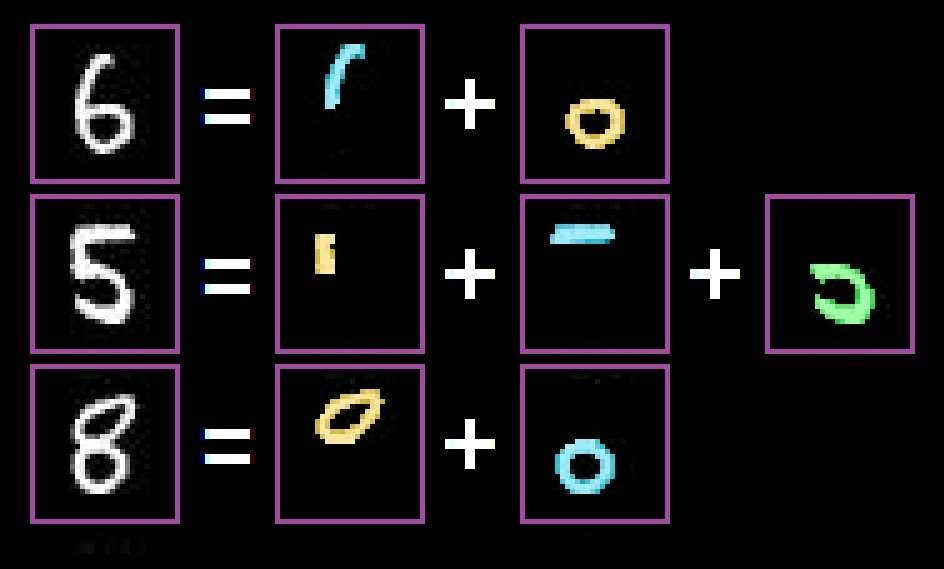 6 = +
5 = + +
8 = +